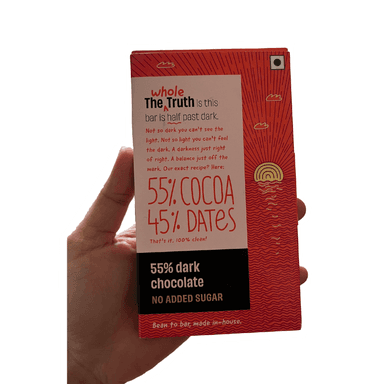 whole
The Truth is this
bar is half past dark.
Not so dark you can't see the
light. Not so light you can't feel
the dark. A darkness just right
of right. A balance just off the
mark. Our exact recipe? Here:
55% COCOA
45% DATES
That's it. 100% clean!
55% dark
chocolate
NO ADDED SUGAR
Bean to bar, made in-house.